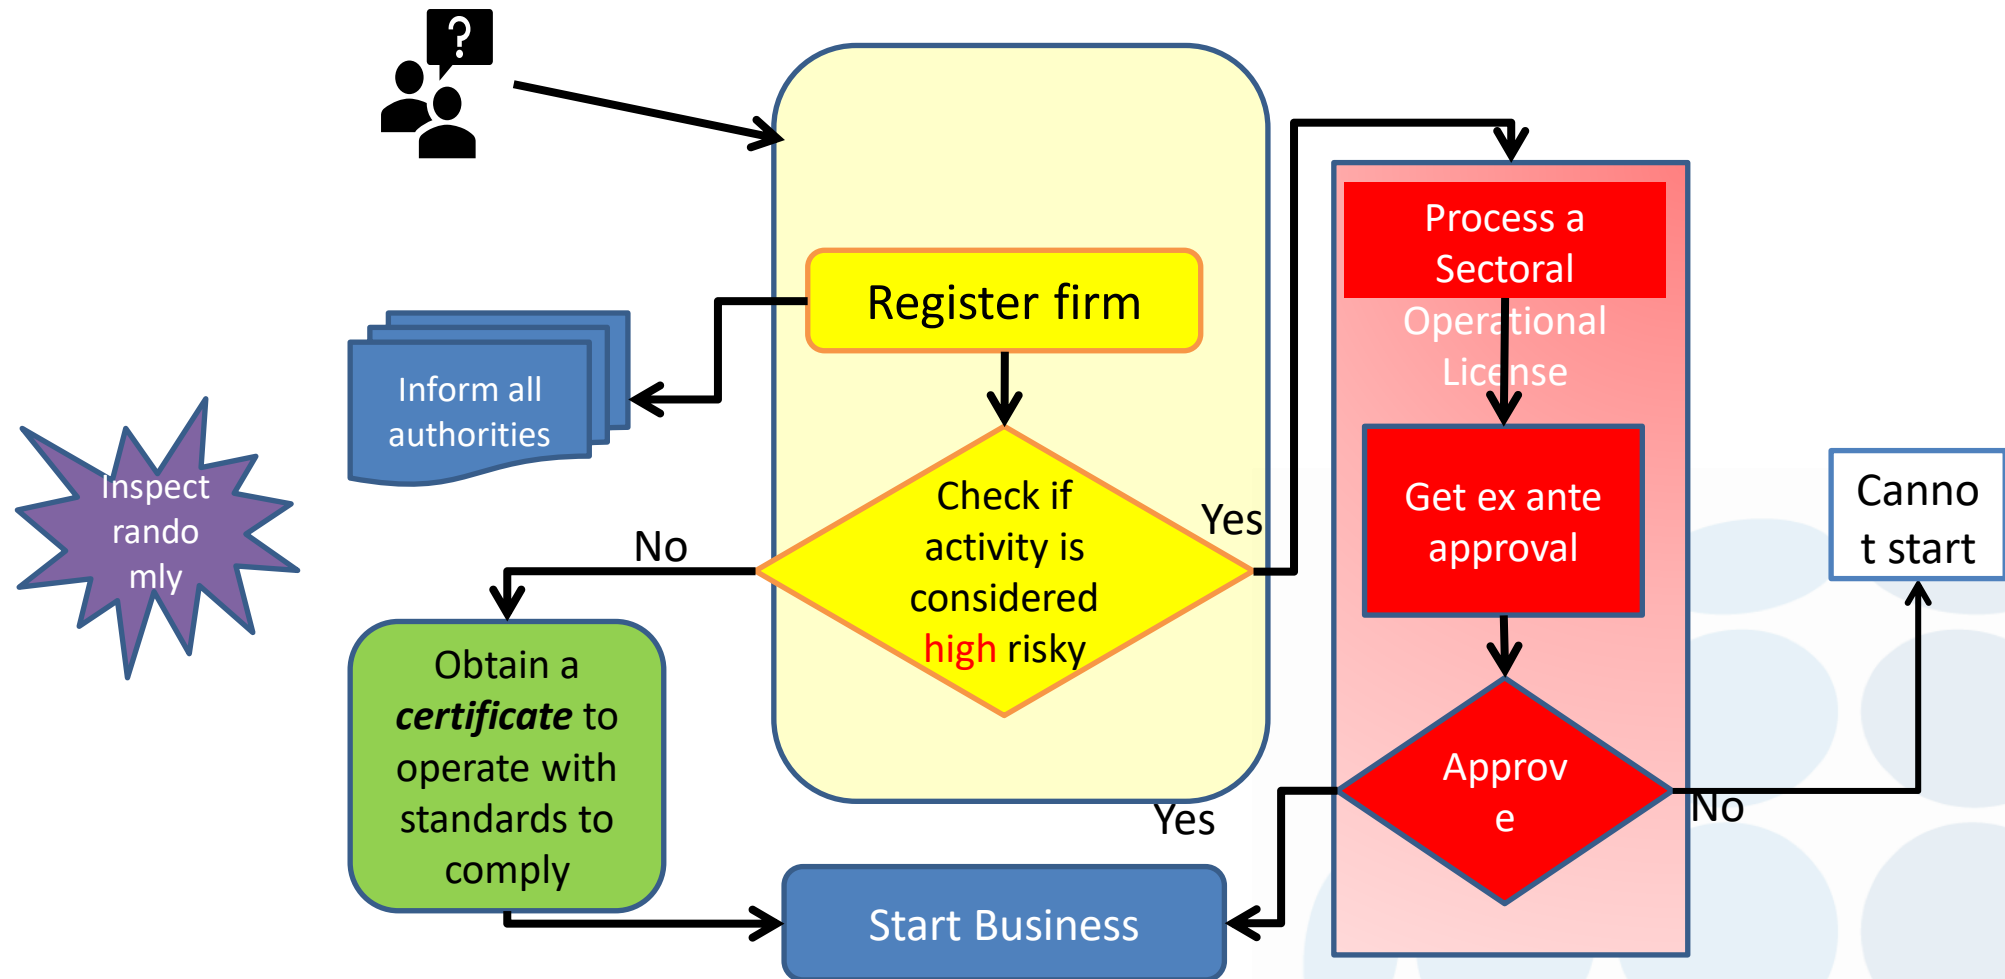 ?
Process a
Sectoral
Operational
License
Register firm
Inform all
authorities
Inspect
rando
mly
Check if
activity is
considered
high risky
Yes
No
Get ex ante
approval
Canno
t start
Obtain a
certificate to
operate with
standards to
comply
Approv
e
Yes
No
Start Business